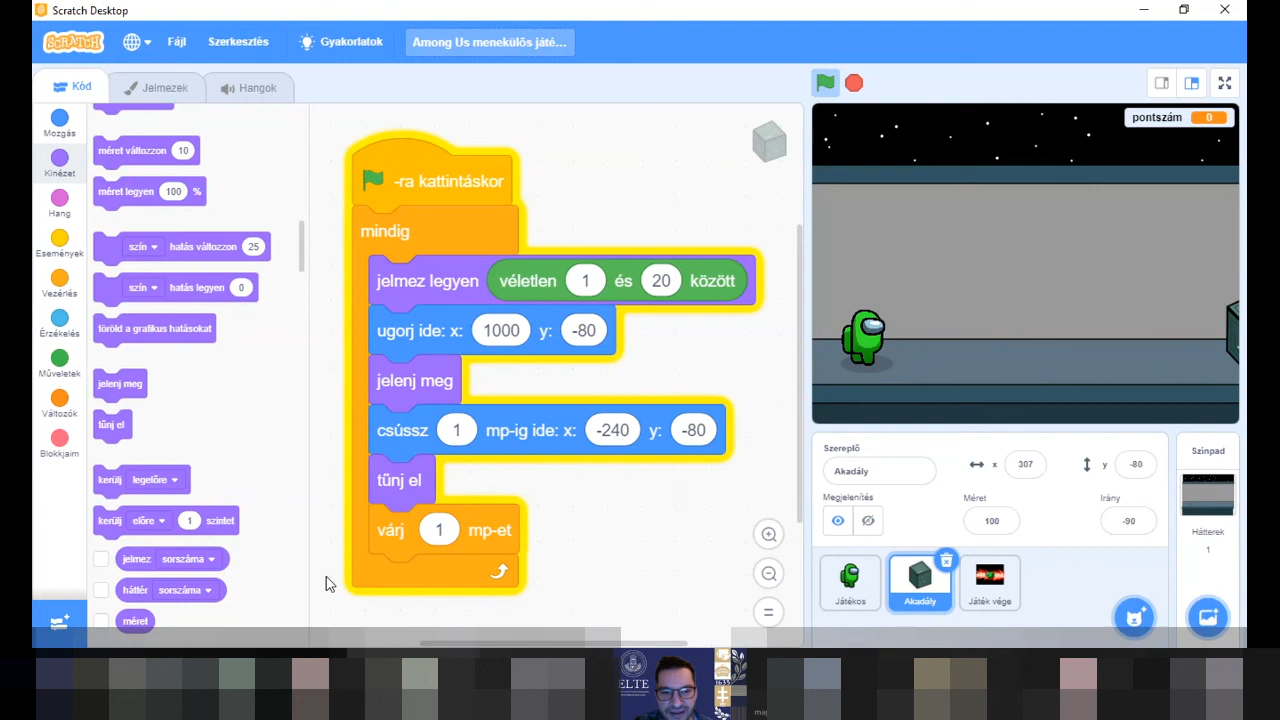 Scratch Desktop
SCRATCH
Fájl
Szerkesztés
Gyakorlatok
Among Us menekülős játé...
Kód
Jelmezek
Hangok
Mozgás
Kinézet
Hang
Események
Vezérlés
Érzékelés
Műveletek
Változók
Blokkjaim
méret változzon 10
méret legyen 100 %
szín hatás változzon 25
szín hatás legyen 0
töröld a grafikus hatásokat
jelenj meg
tűnj el
kerülj legelőre
kerülj előre 1 szintet
jelmez sorszáma
háttér sorszáma
méret
-ra kattintáskor
mindig
jelmez legyen véletlen 1 és 20 között
ugorj ide: x: 1000 y: -80
jelenj meg
csússz 1 mp-ig ide: x: -240 y: -80
tűnj el
várj 1 mp-et
pontszám 0
Szereplő
Akadály
x 307
y -80
Megjelenítés
Méret
100
Irány
-90
Játékos
Akadály
Játék vége
Színpad
Hátterek
1
ELTE
1635